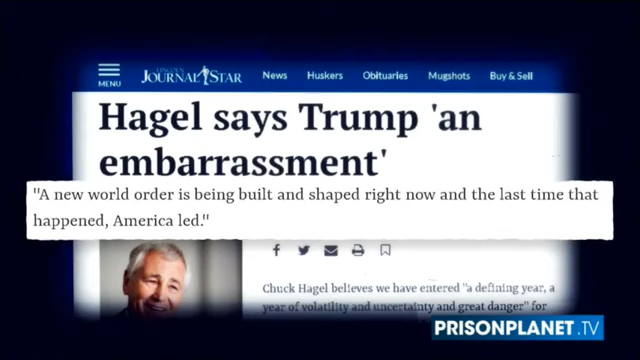 MENU
LINCOLN
JOURNAL STAR
News
Huskers
Obituaries
Mugshots
Buy & Sell
Hagel says Trump 'an
embarrassment'
"A new world order is being built and shaped right now and the last time that
happened, America led."
Chuck Hagel believes we have entered "a defining year, a
year of volatility and uncertainty and great danger" for
PRISONPLANET.TV